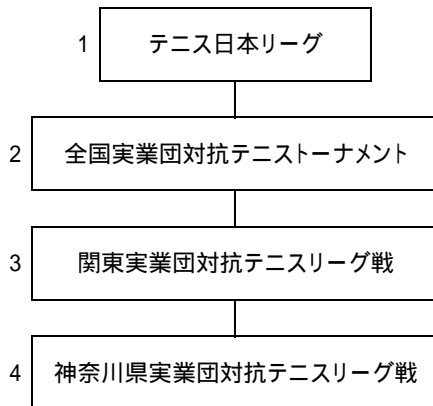 1 テニス日本リーグ
2 全国実業団対抗テニストーナメント
3 関東実業団対抗テニスリーグ戦
4 神奈川県実業団対抗テニスリーグ戦